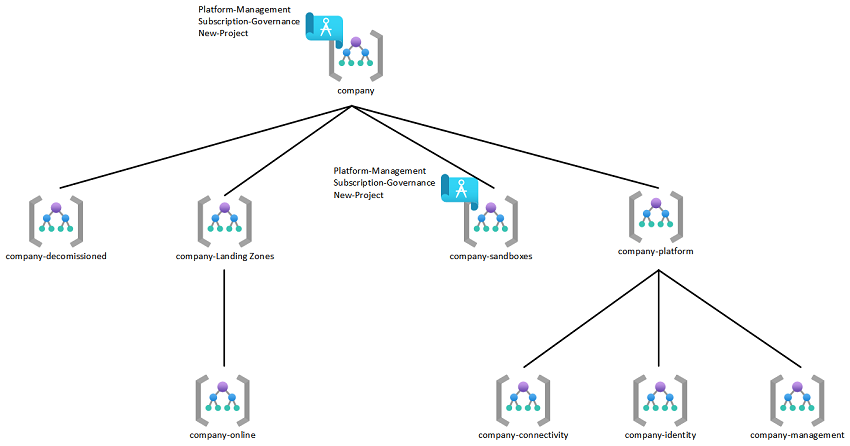 Platform-Management
Subscription-Governance
New-Project
company
Platform-Management
Subscription-Governance
New-Project
company-decomissioned
company-Landing Zones
company-sandboxes
company-platform
company-online
company-connectivity
company-identity
company-management